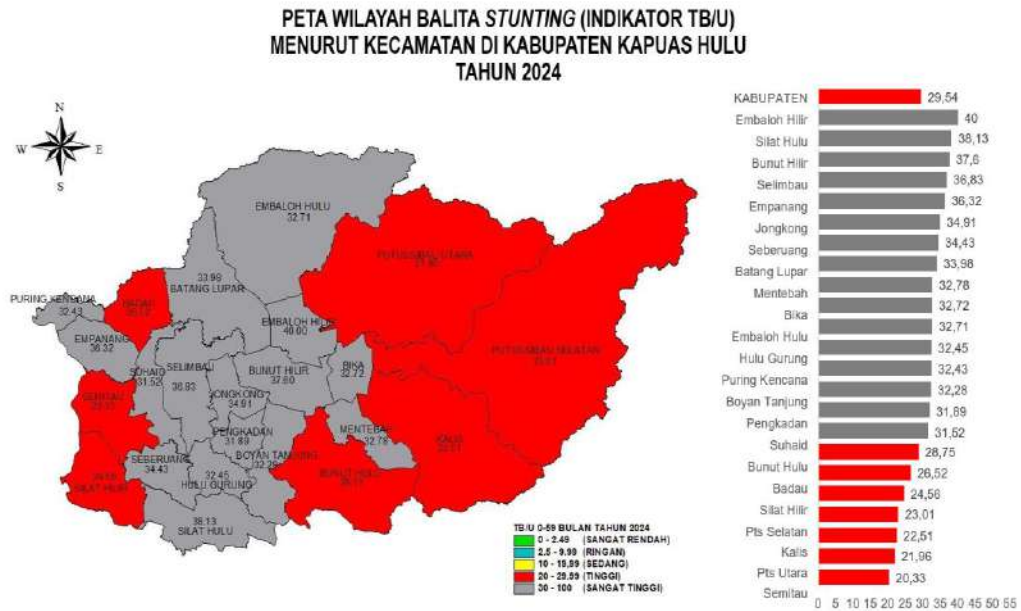 PETA WILAYAH BALITA STUNTING (INDIKATOR TB/U)
MENURUT KECAMATAN DI KABUPATEN KAPUAS HULU
TAHUN 2024
N
W E
S
EMBALOH HULU
32.71
PUTUSSIBAU UTARA
33.98
BATANG LUPAR
PURING KENCANA
32.43
BADAU
EMPANANG
36.32
EMBALOH HILIR
40.00
PUTUSSIBAU SELATAN
SUHAID
31.52
SELIMBAU
36.83
BUNUT HILIR
37.60
BIKA
32.72
JONGKONG
34.91
SEMITAU
PENGKADAN
31.89
MENTEBAH
32.78
KALIS
BOYAN TANJUNG
32.28
BUNUT HULU
SEBERUANG
34.43
32.45
HULU GURUNG
SILAT HILIR
38.13
SILAT HULU
TB/U 0-59 BULAN TAHUN 2024
0 - 2.49 (SANGAT RENDAH)
2.5 - 9.99 (RINGAN)
10 - 19,99 (SEDANG)
20 - 29.99 (TINGGI)
30 - 100 (SANGAT TINGGI)
KABUPATEN 29,54
Embaloh Hilir 40
Silat Hulu 38,13
Bunut Hilir 37,6
Selimbau 36,83
Empanang 36,32
Jongkong 34,91
Seberuang 34,43
Batang Lupar 33,98
Mentebah 32,78
Bika 32,72
Embaloh Hulu 32,71
Hulu Gurung 32,45
Puring Kencana 32,43
Boyan Tanjung 32,28
Pengkadan 31,89
Suhaid 31,52
Bunut Hulu 28,75
Badau 26,52
Silat Hilir 24,56
Pts Selatan 23,01
Kalis 22,51
Pts Utara 21,96
Semitau 20,33
0 5 10 15 20 25 30 35 40 45 50 55